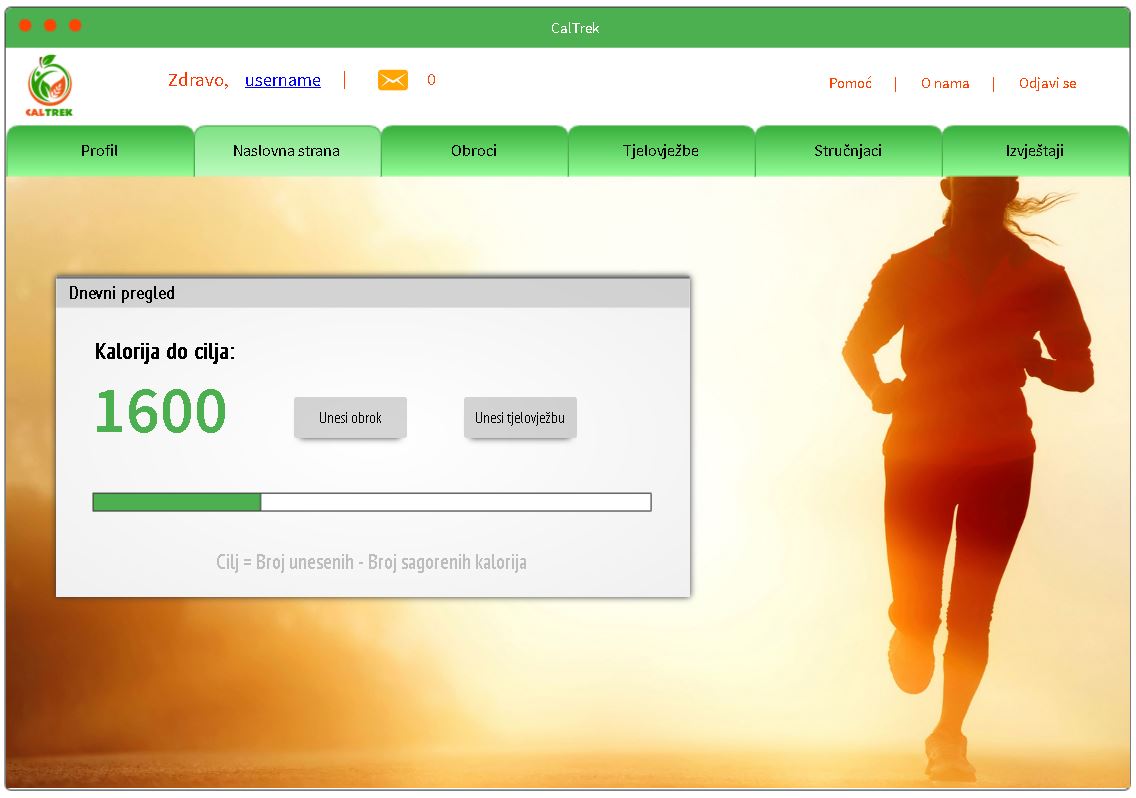 CalTrek
Zdravo, username | 0
Pomoć | O nama | Odjavi se
CALTREK
Profil
Naslovna strana
Obroci
Tjelovježbe
Stručnjaci
Izvještaji
Dnevni pregled
Kalorija do cilja:
1600
Unesi obrok
Unesi tjelovježbu
Cilj = Broj unesenih - Broj sagorenih kalorija